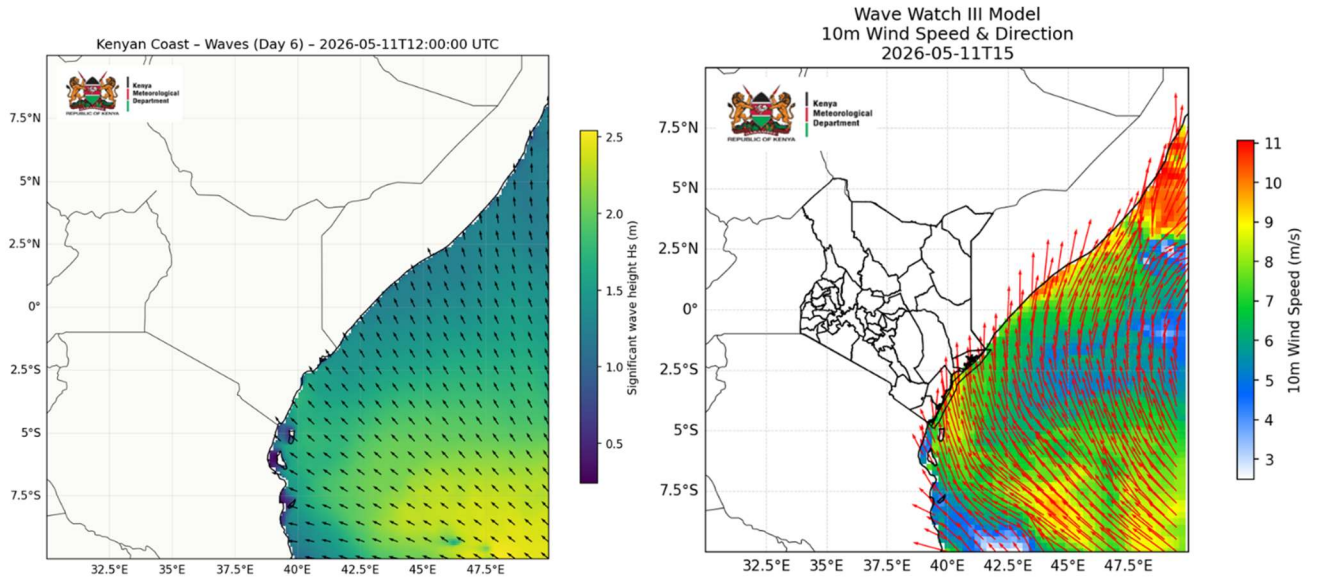 Kenyan Coast – Waves (Day 6) – 2026-05-11T12:00:00 UTC
Kenya
Meteorological
Department
REPUBLIC OF KENYA
7.5°N
5°N
2.5°N
0°
2.5°S
5°S
7.5°S
32.5°E 35°E 37.5°E 40°E 42.5°E 45°E 47.5°E
2.5
2.0
1.5
1.0
0.5
Significant wave height Hs (m)
Wave Watch III Model
10m Wind Speed & Direction
2026-05-11T15
Kenya
Meteorological
Department
REPUBLIC OF KENYA
7.5°N
5°N
2.5°N
0°
2.5°S
5°S
7.5°S
32.5°E 35°E 37.5°E 40°E 42.5°E 45°E 47.5°E
11
10
9
8
7
6
5
4
3
10m Wind Speed (m/s)